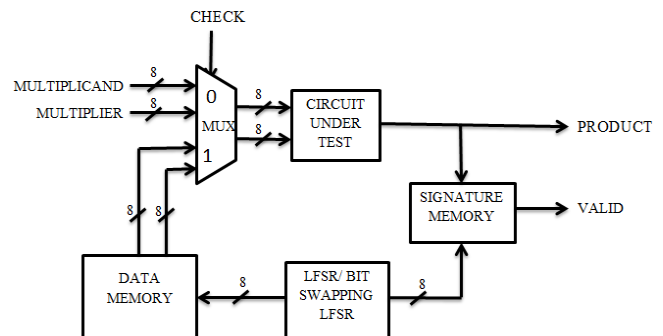 CHECK
8
MULTIPLICAND
8
MULTIPLIER
0
MUX
1
8
8
CIRCUIT
UNDER
TEST
PRODUCT
SIGNATURE
MEMORY
VALID
8
8
DATA
MEMORY
8
LFSR/ BIT
SWAPPING
LFSR
8